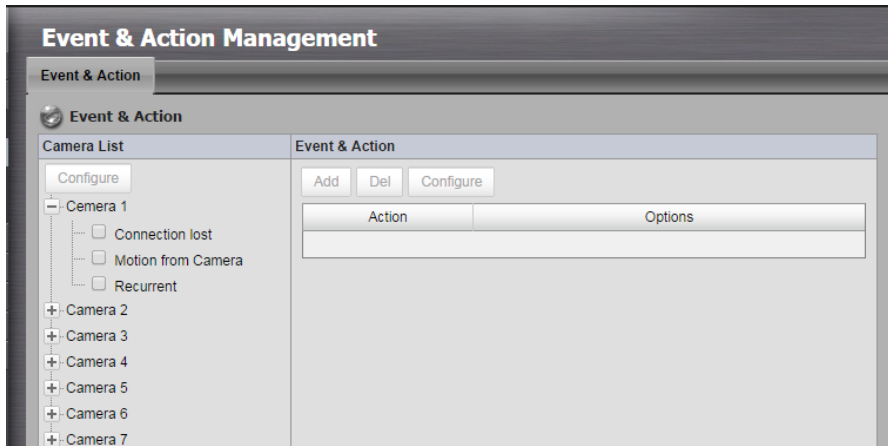 Event & Action Management
Event & Action
Event & Action
Camera List
Configure
Cemera 1
Connection lost
Motion from Camera
Recurrent
Camera 2
Camera 3
Camera 4
Camera 5
Camera 6
Camera 7
Event & Action
Add Del Configure
Action Options